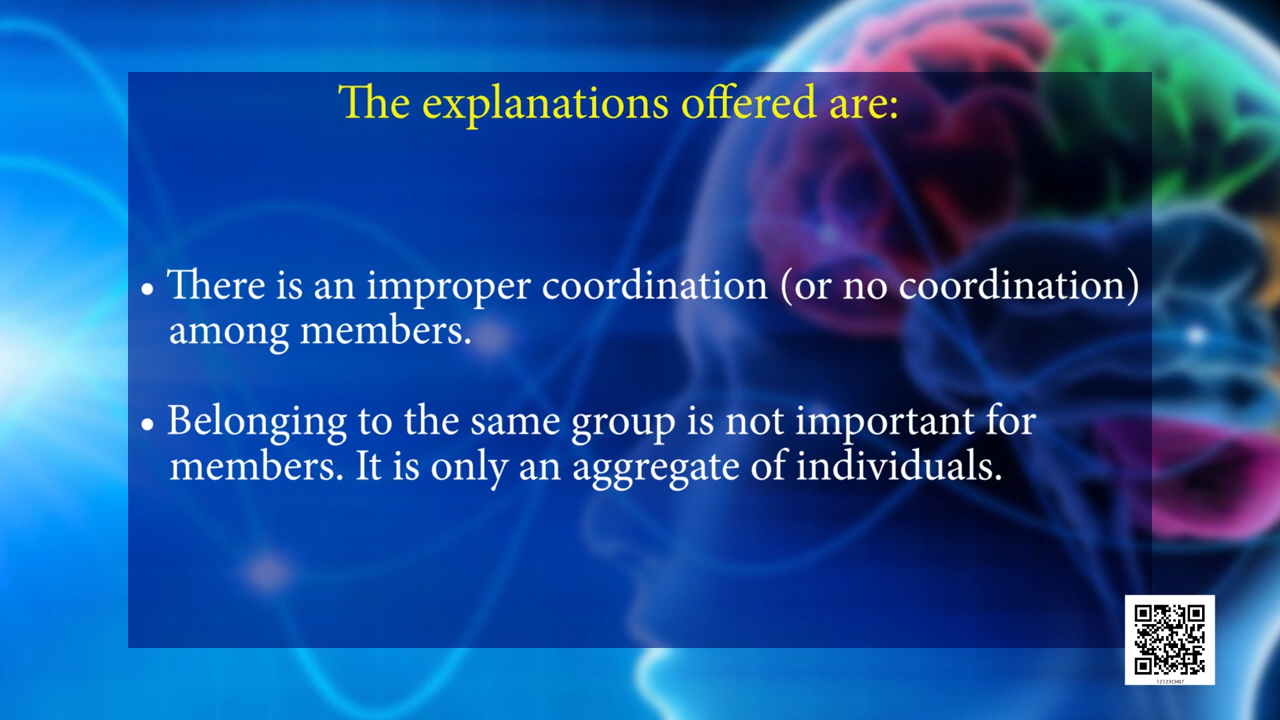 The explanations offered are:
• There is an improper coordination (or no coordination)
among members.
• Belonging to the same group is not important for
members. It is only an aggregate of individuals.
12123CH07